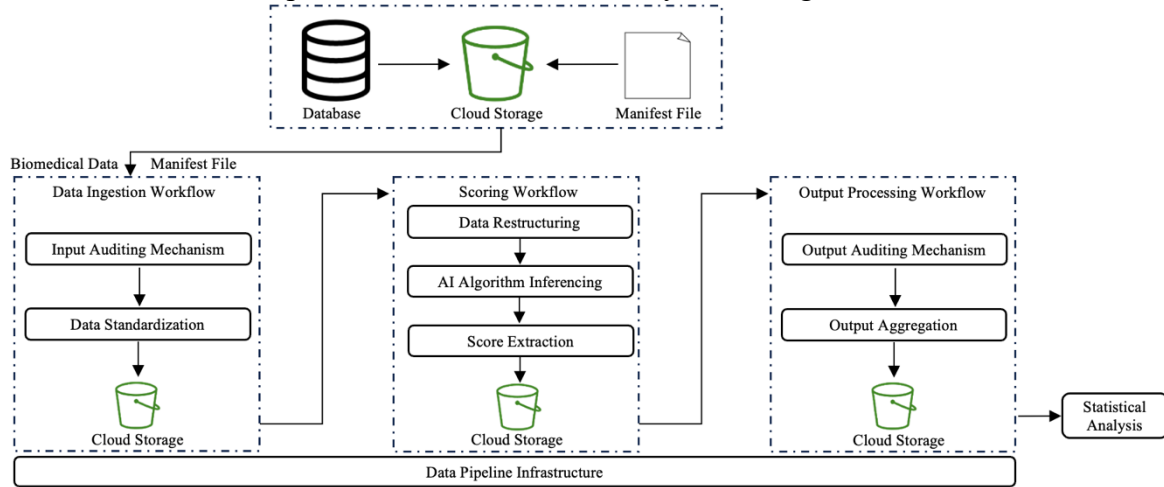 Database
Cloud Storage
Manifest File
Biomedical Data
Manifest File
Data Ingestion Workflow
Input Auditing Mechanism
Data Standardization
Cloud Storage
Scoring Workflow
Data Restructuring
AI Algorithm Inferencing
Score Extraction
Cloud Storage
Output Processing Workflow
Output Auditing Mechanism
Output Aggregation
Cloud Storage
Statistical
Analysis
Data Pipeline Infrastructure